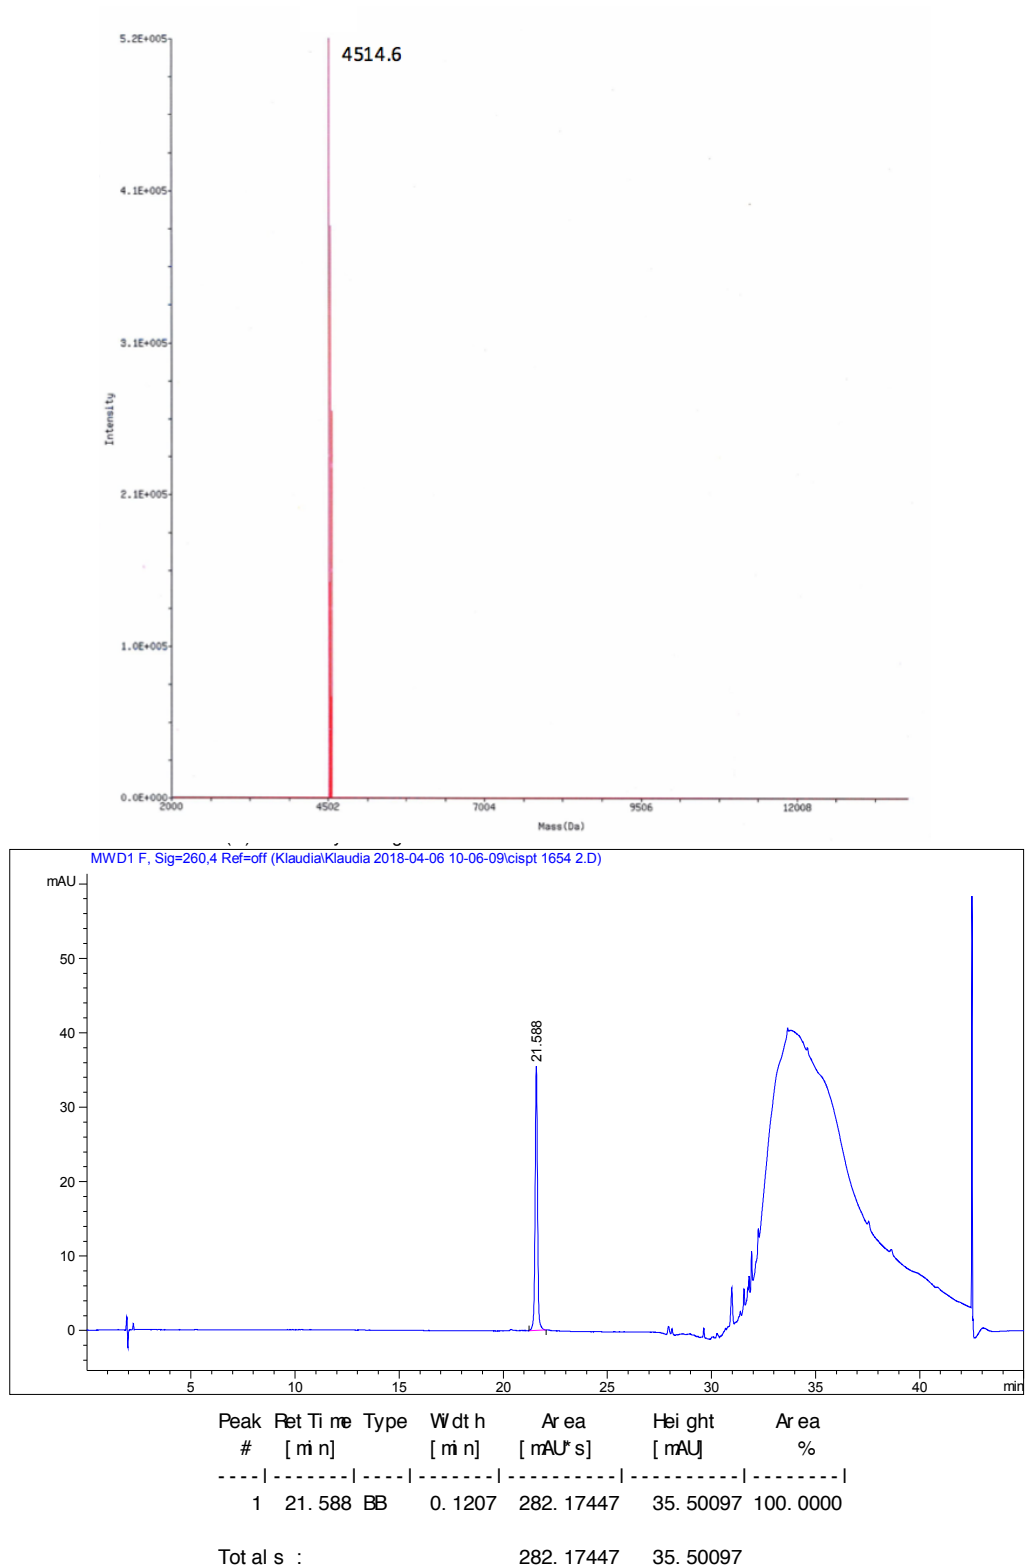 5.2E+005
4514.6
4.1E+005
3.1E+005
Intensity
2.1E+005
1.0E+005
0.0E+000
2000 4502 7004 9506 12008
Mass(Da)
MWD1 F, Sig=260,4 Ref=off (Klaudia\Klaudia 2018-04-06 10-06-09\cispt 1654 2.D)
mAU
50
40
30
20
10
0
21.588
5 10 15 20 25 30 35 40 min
Peak Ret Time Type Width Area Height Area
# [min] [min] [mAU*s] [mAU] %
----|-------|----|-------|----------|----------|--------|
1 21.588 BB 0.1207 282.17447 35.50097 100.0000
Totals : 282.17447 35.50097